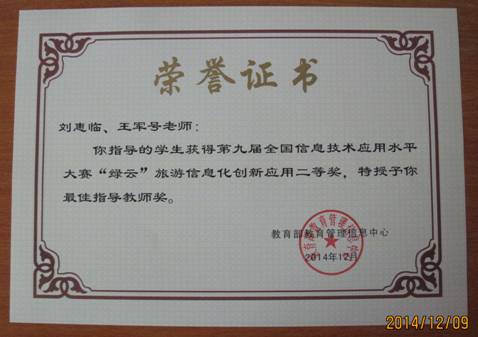 荣誉证书
刘惠临、王军号老师：
你指导的学生获得第九届全国信息技术应用水平
大赛“绿云”旅游信息化创新应用二等奖，特授予你
最佳指导教师奖。
教育部教育管理信息中心
2014年12月
2014/12/09